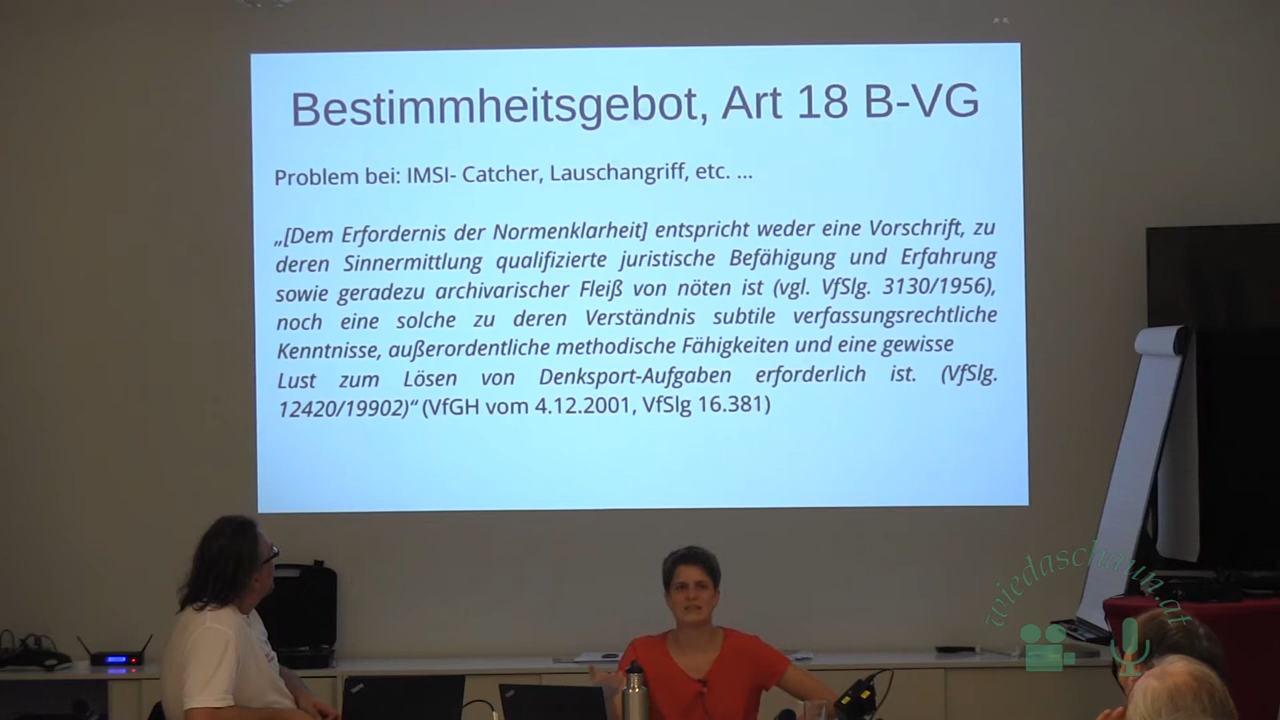 Bestimmheitsgebot, Art 18 B-VG
Problem bei: IMSI- Catcher, Lauschangriff, etc. ...
„[Dem Erfordernis der Normenklarheit] entspricht weder eine Vorschrift, zu
deren Sinnermittlung qualifizierte juristische Befähigung und Erfahrung
sowie geradezu archivarischer Fleiß von nöten ist (vgl. VfSlg. 3130/1956),
noch eine solche zu deren Verständnis subtile verfassungsrechtliche
Kenntnisse, außerordentliche methodische Fähigkeiten und eine gewisse
Lust zum Lösen von Denksport-Aufgaben erforderlich ist. (VfSlg.
12420/19902)“ (VfGH vom 4.12.2001, VfSlg 16.381)
wiedaschaun.at